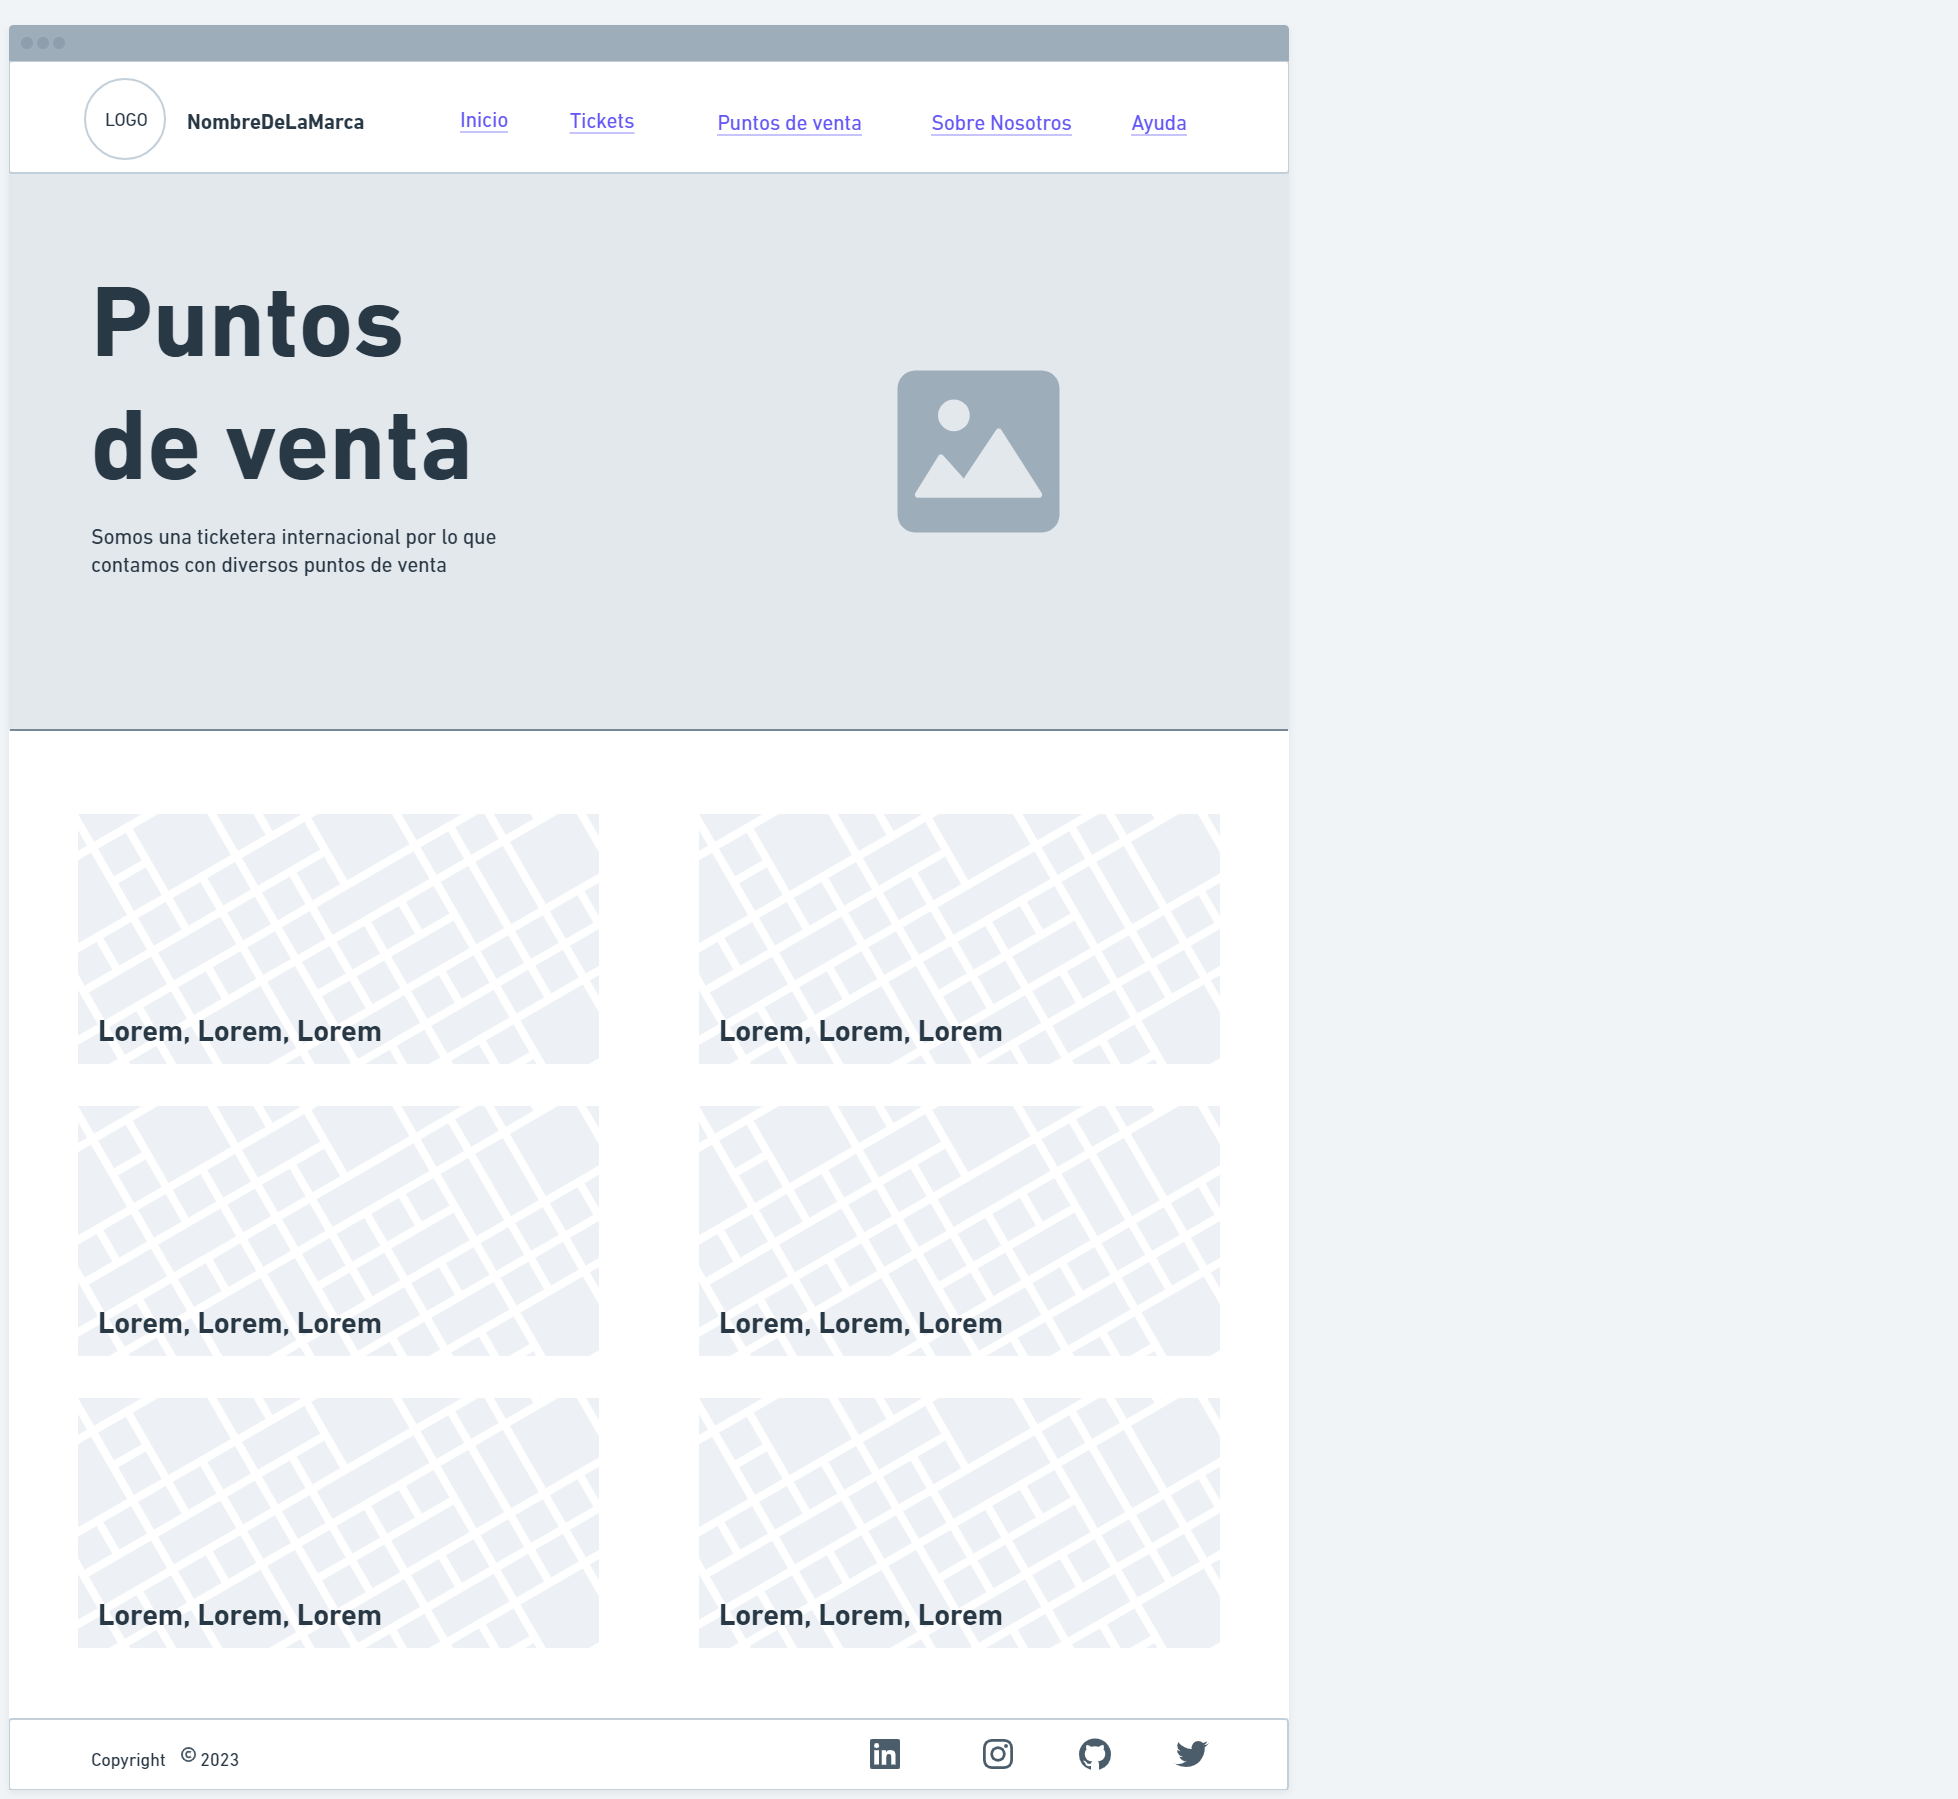 LOGO NombreDeLaMarca Inicio Tickets Puntos de venta Sobre Nosotros Ayuda
Puntos
de venta
Somos una ticketera internacional por lo que
contamos con diversos puntos de venta
Lorem, Lorem, Lorem
Lorem, Lorem, Lorem
Lorem, Lorem, Lorem
Lorem, Lorem, Lorem
Lorem, Lorem, Lorem
Lorem, Lorem, Lorem
Copyright © 2023